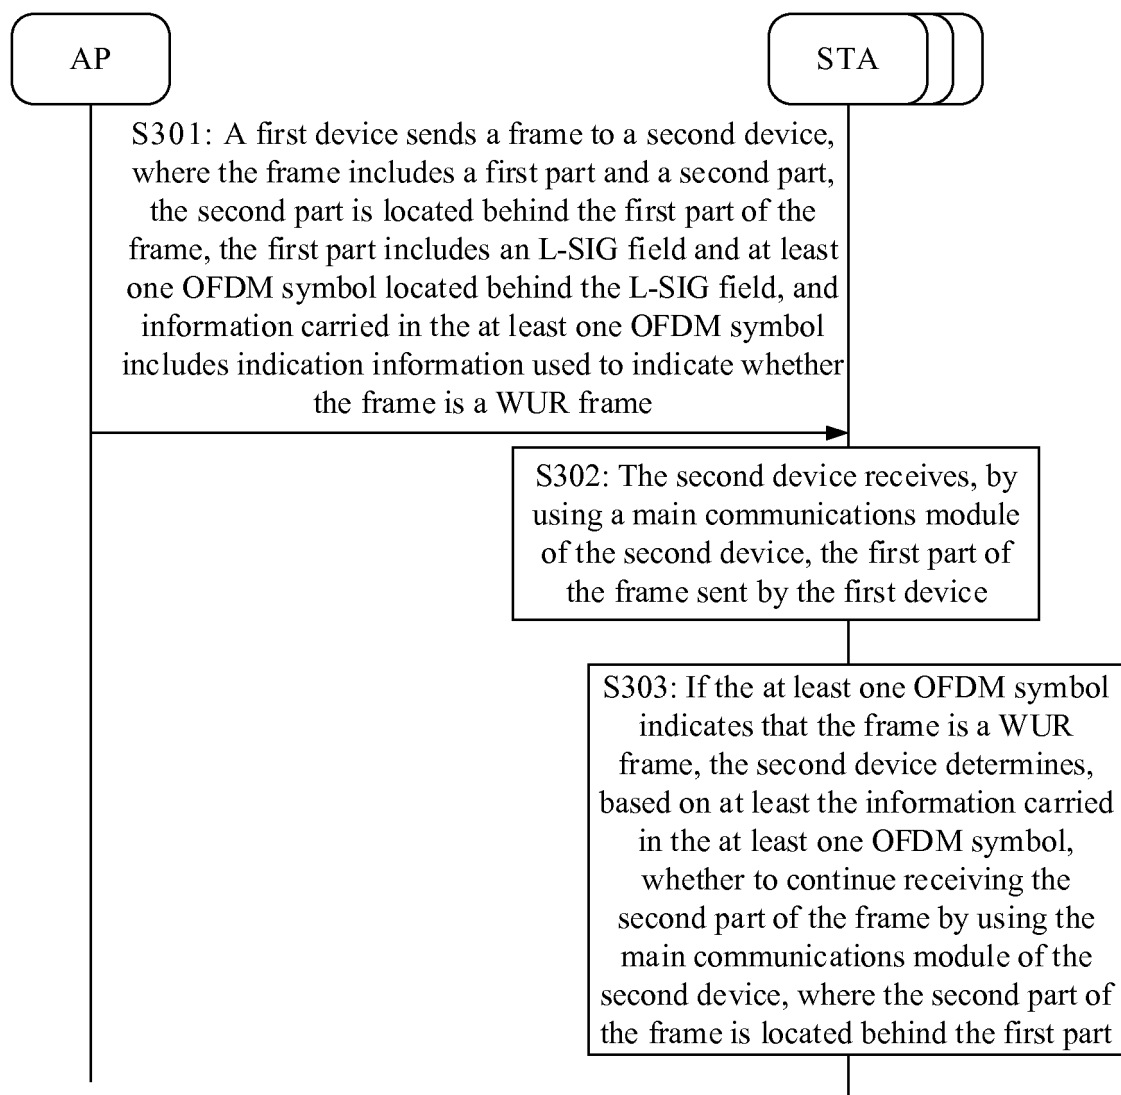 AP
STA
S301: A first device sends a frame to a second device,
where the frame includes a first part and a second part,
the second part is located behind the first part of the
frame, the first part includes an L-SIG field and at least
one OFDM symbol located behind the L-SIG field, and
information carried in the at least one OFDM symbol
includes indication information used to indicate whether
the frame is a WUR frame
S302: The second device receives, by
using a main communications module
of the second device, the first part of
the frame sent by the first device
S303: If the at least one OFDM symbol
indicates that the frame is a WUR
frame, the second device determines,
based on at least the information carried
in the at least one OFDM symbol,
whether to continue receiving the
second part of the frame by using the
main communications module of the
second device, where the second part of
the frame is located behind the first part